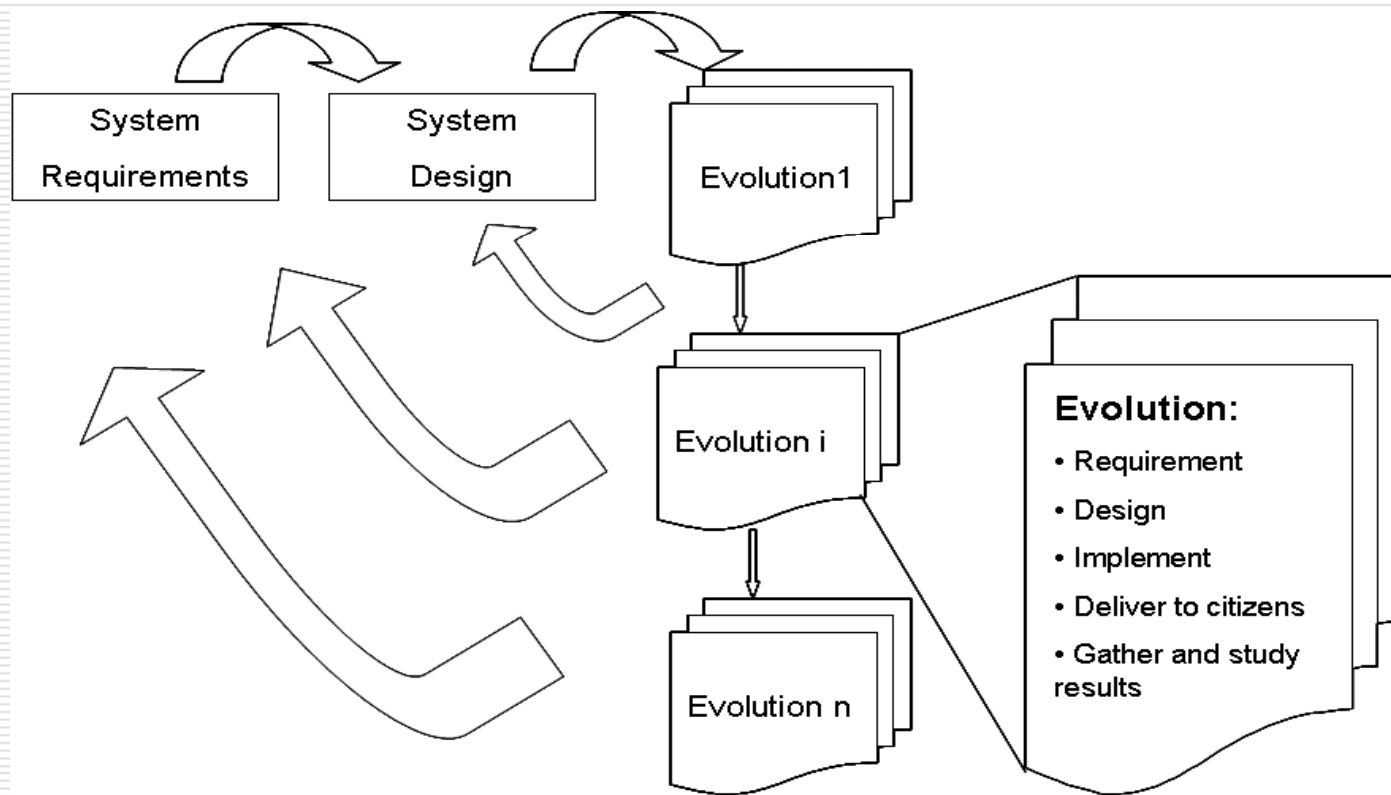 System
Requirements
System
Design
Evolution1
Evolution i
Evolution n
Evolution:
• Requirement
• Design
• Implement
• Deliver to citizens
• Gather and study
results